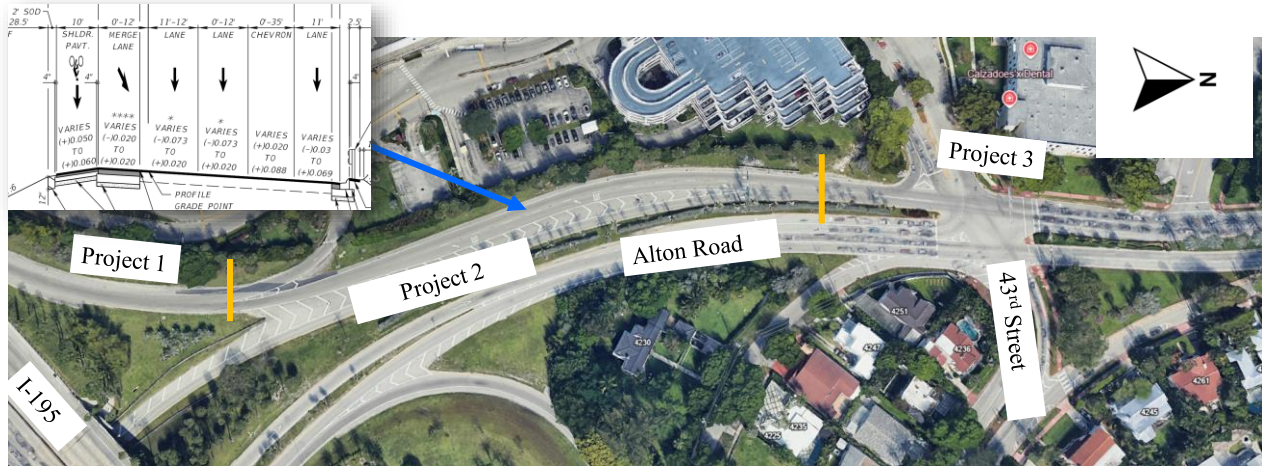 2' SOD
28.5' 10' 0'-12' 11'-12' 0'-12' 0'-35' 11' 2.5'
F SHLDR. MERGE LANE LANE CHEVRON LANE
PAVT. LANE
4" 4" 4'
**** * *
VARIES VARIES VARIES VARIES VARIES VARIES
(+)0.050 (-)0.020 (-)0.073 (-)0.073 (+)0.020 (-)0.03
TO TO TO TO TO TO
(+)0.060 (+)0.020 (+)0.020 (+)0.020 (+)0.088 (+)0.069
12'
PROFILE
GRADE POINT
Calzadoes x Dental
N
Project 3
Project 1
Project 2
Alton Road
43rd Street
I-195
4230
4251
4247
4236
4235
4225
4261
4245